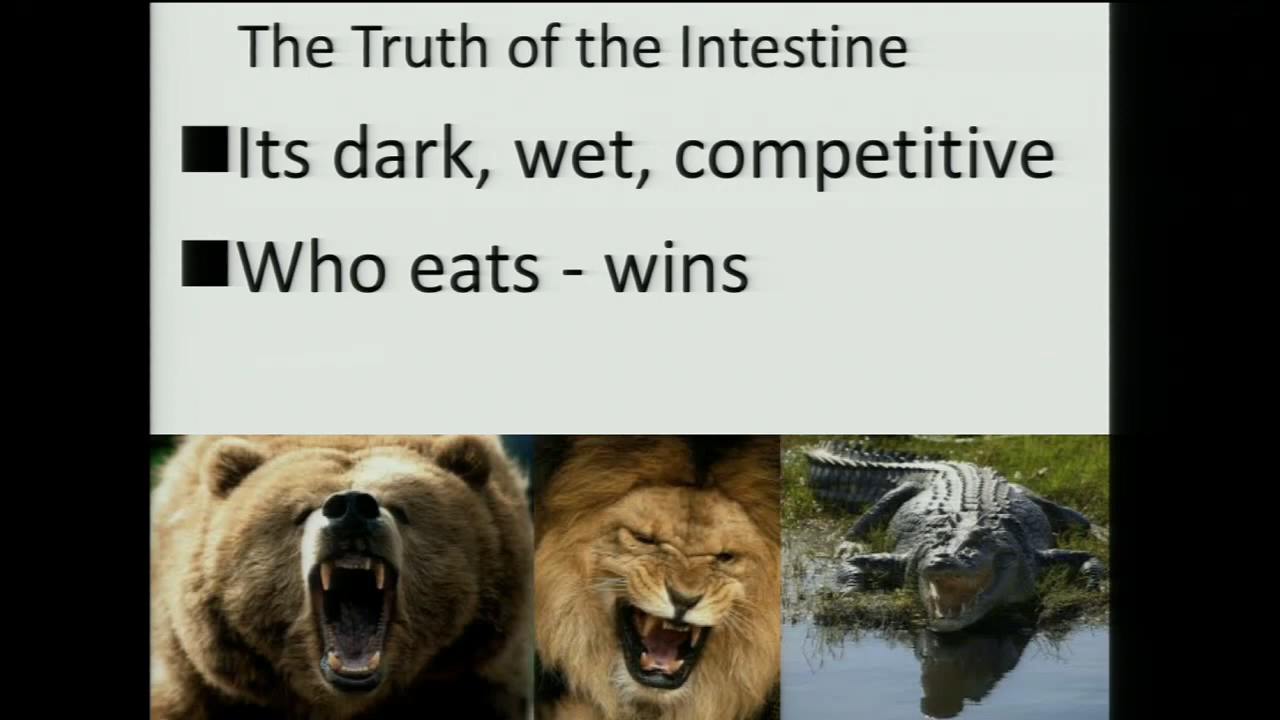 The Truth of the Intestine
Its dark, wet, competitive
Who eats - wins